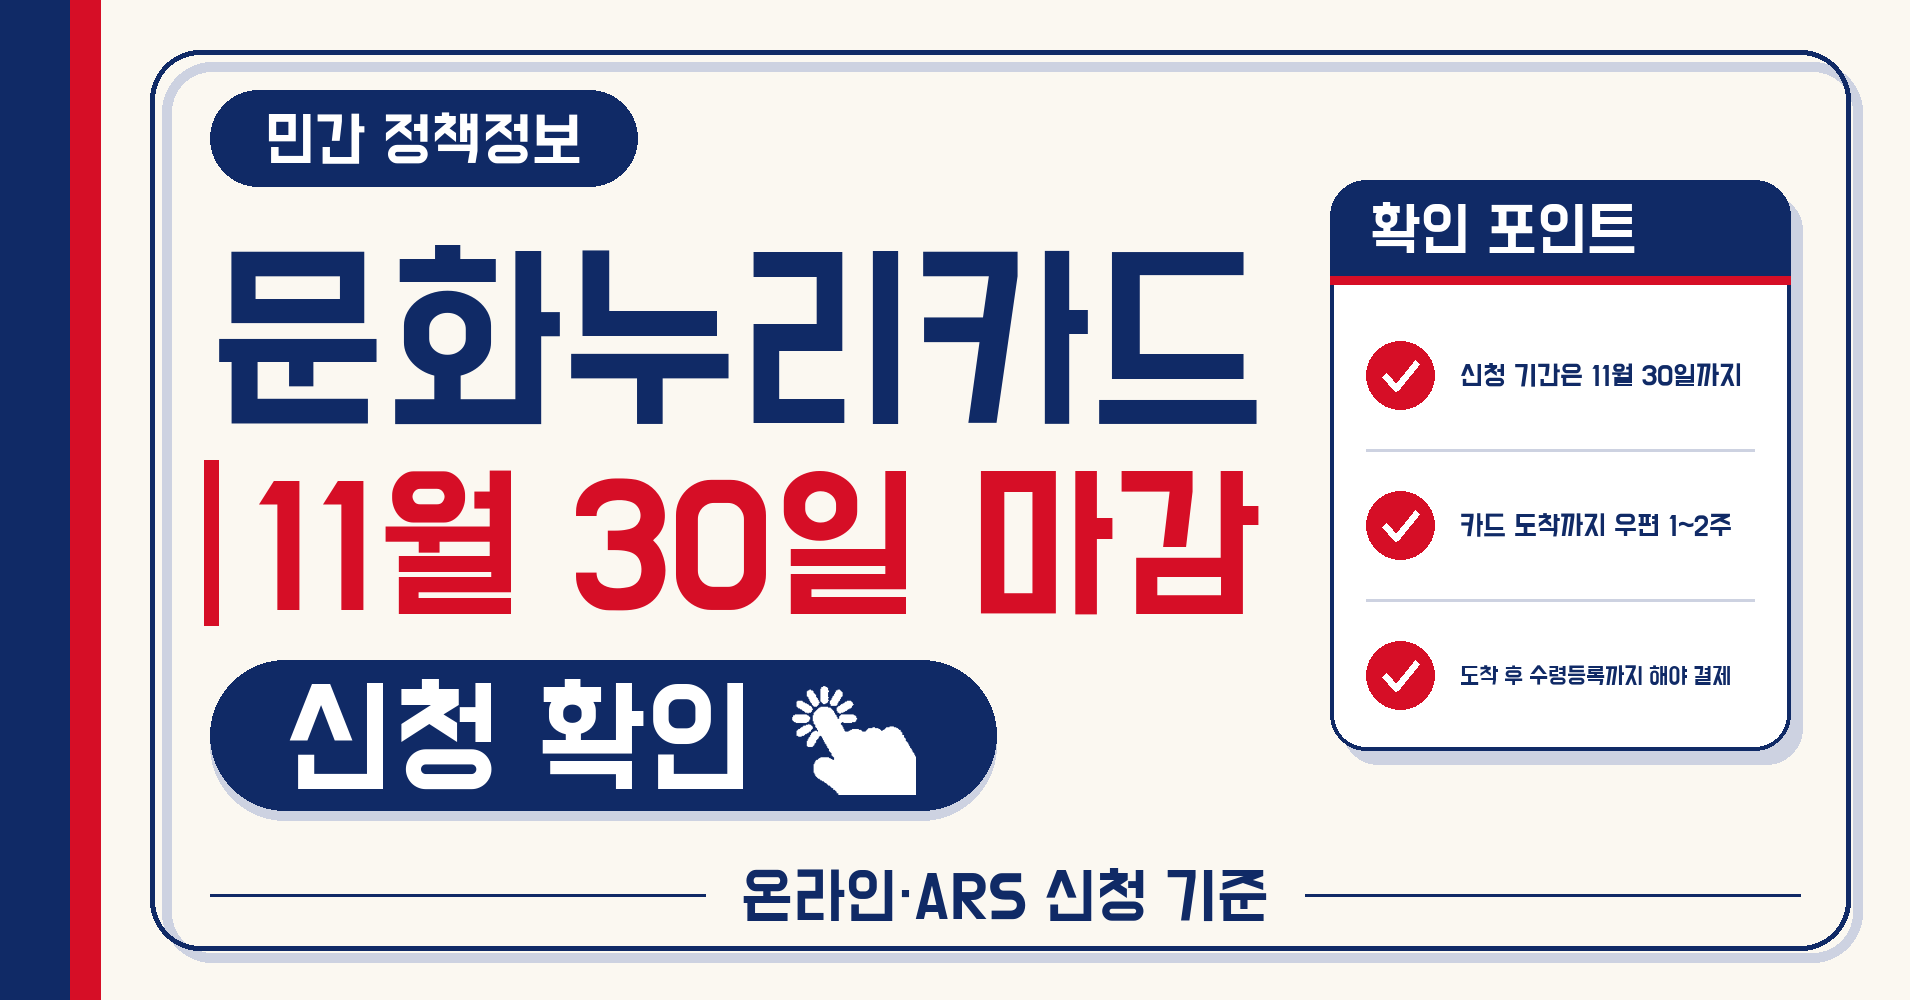 민간 정책정보
문화누리카드
11월 30일 마감
신청 확인
확인 포인트
신청 기간은 11월 30일까지
카드 도착까지 우편 1~2주
도착 후 수령등록까지 해야 결제
온라인·ARS 신청 기준